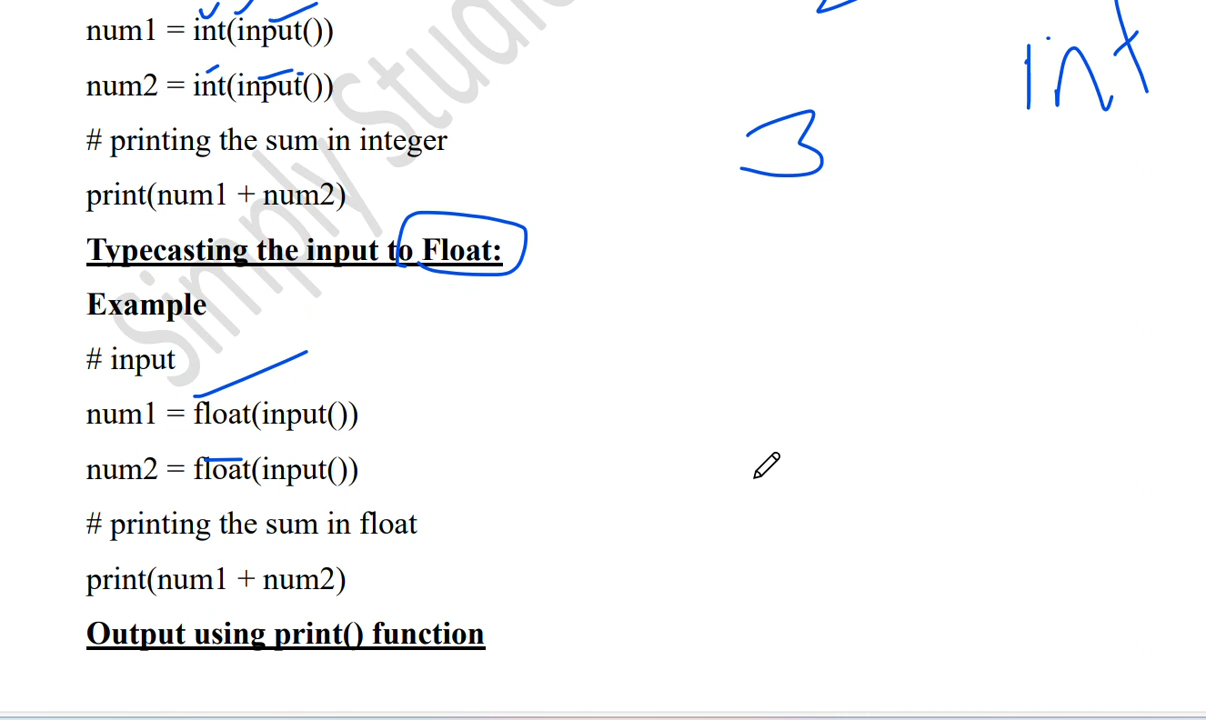 num1 = int(input())
int
num2 = int(input())
# printing the sum in integer
3
print(num1 + num2)
Typecasting the input to Float:
Example
# input
num1 = float(input())
num2 = float(input())
# printing the sum in float
print(num1 + num2)
Output using print() function
Simply Studi